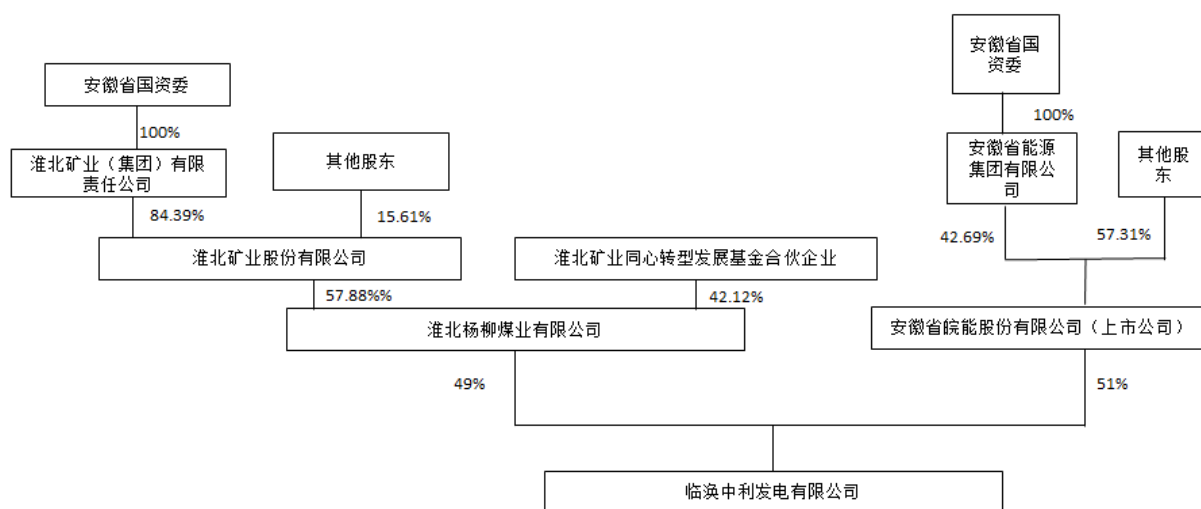 安徽省国
资委
安徽省国资委
100%
100%
淮北矿业（集团）有限
责任公司
其他股东
安徽省能源
集团有限公
司
其他股
东
84.39%
15.61%
42.69%
57.31%
淮北矿业股份有限公司
淮北矿业同心转型发展基金合伙企业
57.88%%
42.12%
淮北杨柳煤业有限公司
安徽省皖能股份有限公司（上市公司）
49%
51%
临涣中利发电有限公司